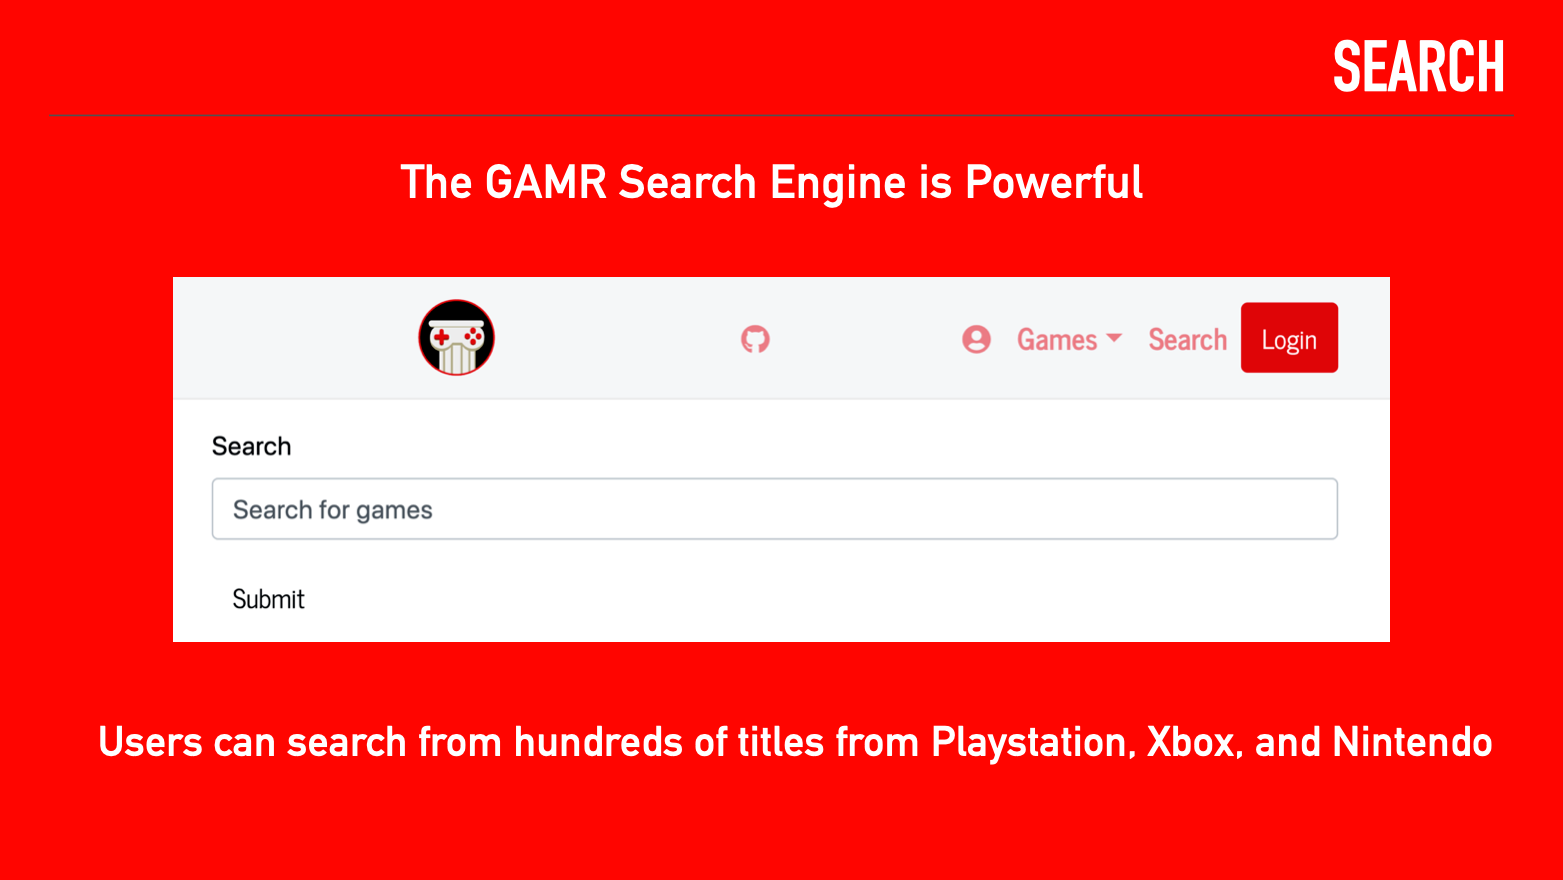 SEARCH
The GAMR Search Engine is Powerful
Games Search Login
Search
Search for games
Submit
Users can search from hundreds of titles from Playstation, Xbox, and Nintendo